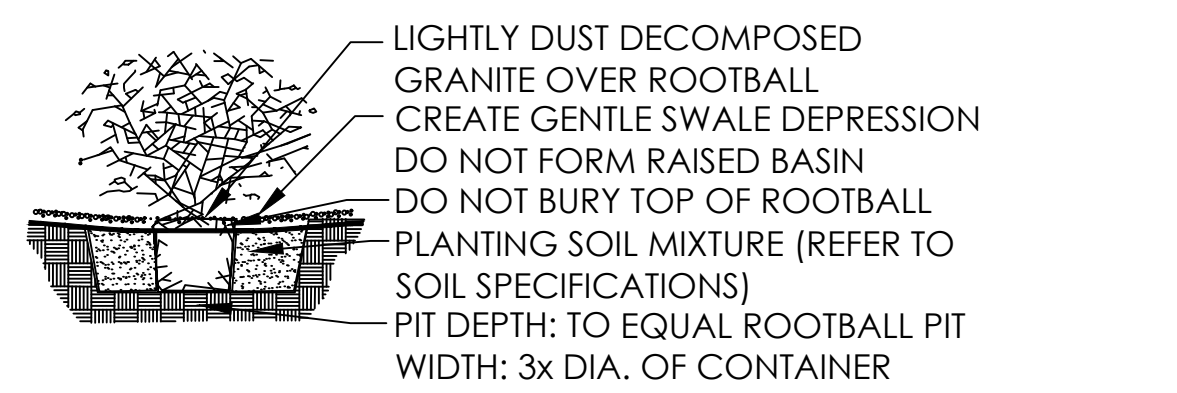 LIGHTLY DUST DECOMPOSED
GRANITE OVER ROOTBALL
CREATE GENTLE SWALE DEPRESSION
DO NOT FORM RAISED BASIN
DO NOT BURY TOP OF ROOTBALL
PLANTING SOIL MIXTURE (REFER TO
SOIL SPECIFICATIONS)
PIT DEPTH: TO EQUAL ROOTBALL PIT
WIDTH: 3x DIA. OF CONTAINER